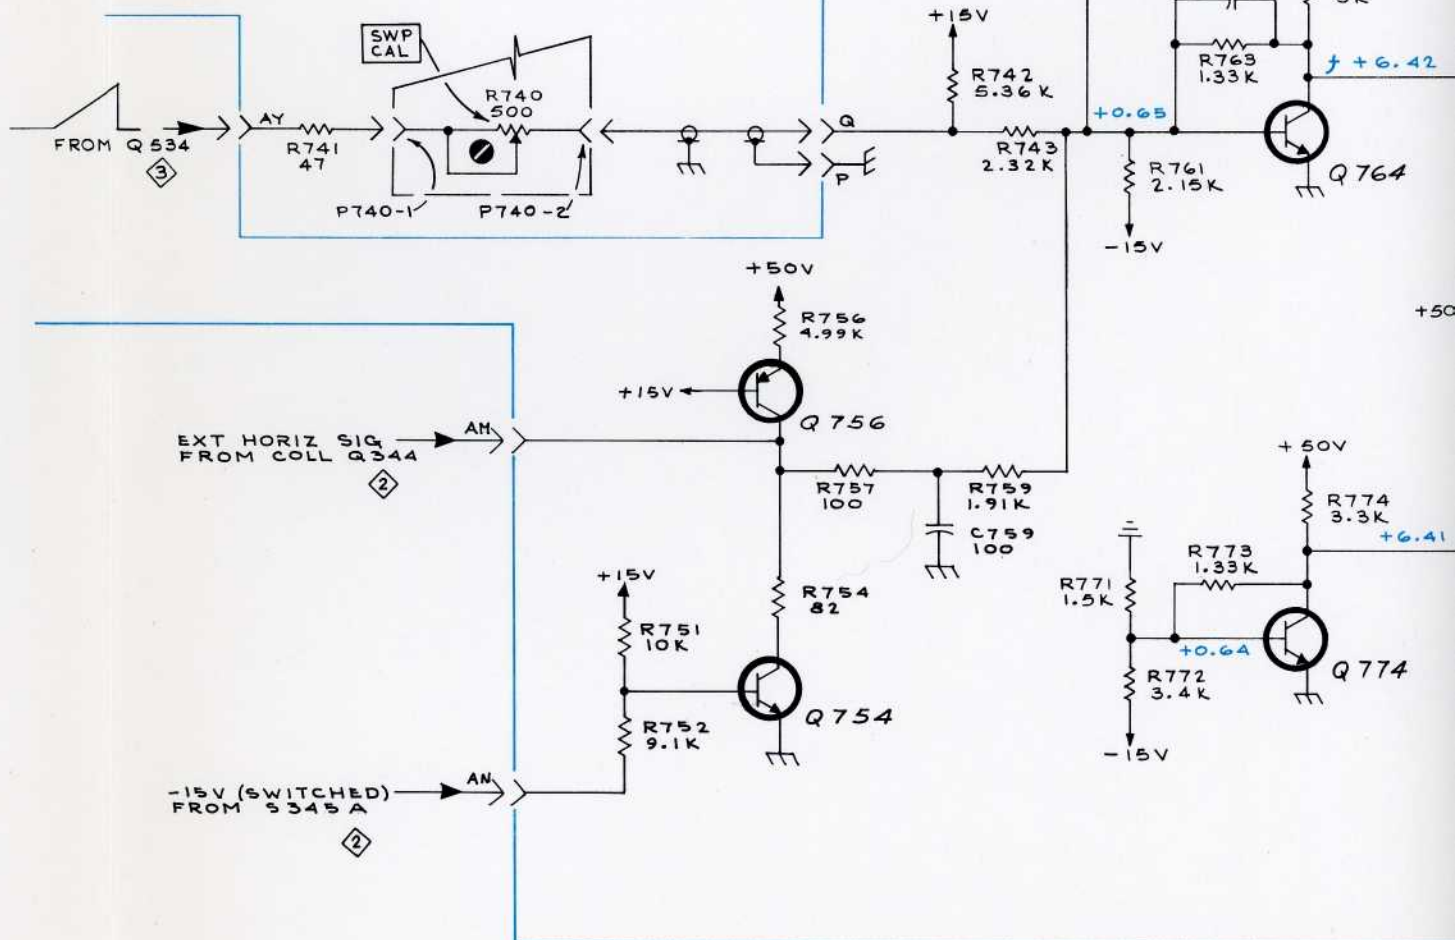 +15V
SWP
CAL
R740
500
R742
5.36K
R763
1.33K
+6.42
+0.65
AY
Q
FROM Q534
3
R741
47
R743
2.32K
R761
2.15K
Q764
P
P740-1
P740-2
-15V
+50V
R756
4.99K
+50
+15V
Q756
EXT HORIZ SIG
FROM COLL Q344
2
AM
+50V
R757
100
R759
1.91K
R774
3.3K
C759
100
+6.41
R773
1.33K
+15V
R754
82
R771
1.5K
R751
10K
+0.64
R772
3.4K
Q774
Q754
R752
9.1K
-15V
-15V (SWITCHED)
FROM S345A
2
AN